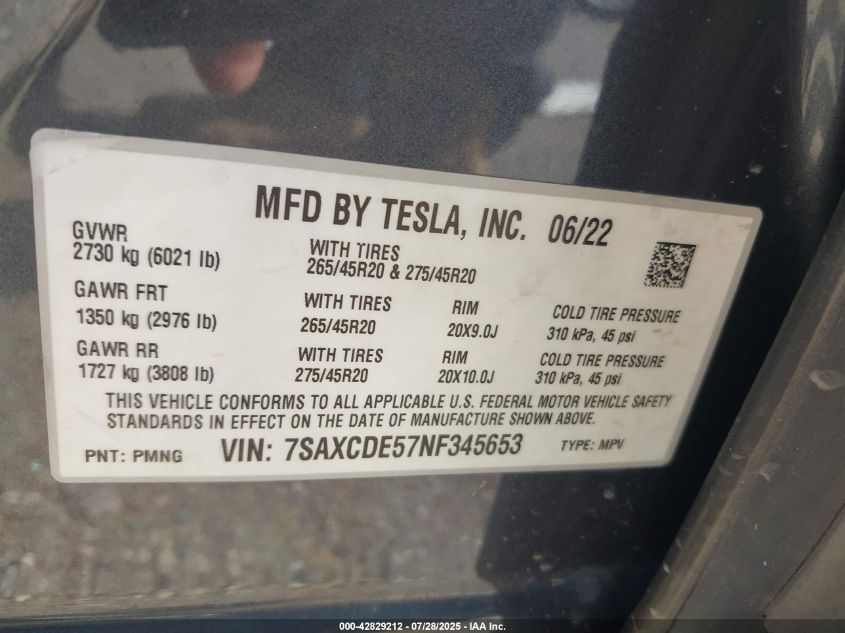 MFD BY TESLA, INC. 06/22
GVWR
2730 kg (6021 lb)
WITH TIRES
265/45R20 & 275/45R20
GAWR FRT
1350 kg (2976 lb)
WITH TIRES
265/45R20
RIM
20X9.0J
COLD TIRE PRESSURE
310 kPa, 45 psi
GAWR RR
1727 kg (3808 lb)
WITH TIRES
275/45R20
RIM
20X10.0J
COLD TIRE PRESSURE
310 kPa, 45 psi
THIS VEHICLE CONFORMS TO ALL APPLICABLE U.S. FEDERAL MOTOR VEHICLE SAFETY
STANDARDS IN EFFECT ON THE DATE OF MANUFACTURE SHOWN ABOVE.
PNT: PMNG VIN: 7SAXCDE57NF345653 TYPE: MPV
000-42829212 - 07/28/2025 - IAA Inc.